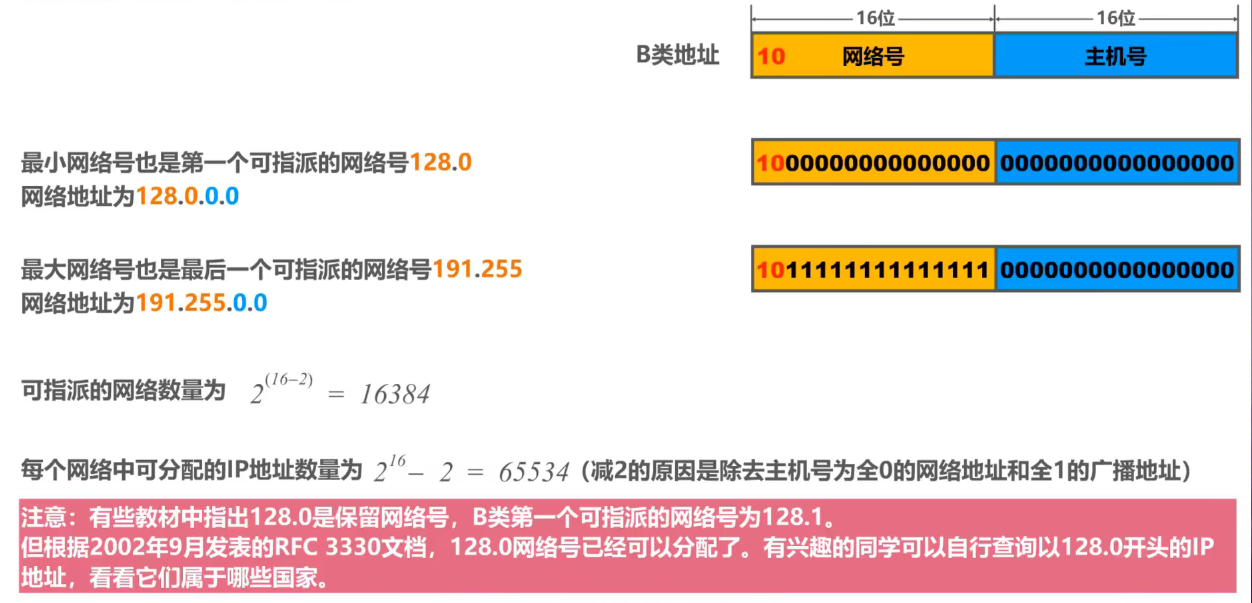 16位 16位
B类地址 10 网络号 主机号
最小网络号也是第一个可指派的网络号128.0 1000000000000000 0000000000000000
网络地址为128.0.0.0
最大网络号也是最后一个可指派的网络号191.255 1011111111111111 0000000000000000
网络地址为191.255.0.0
可指派的网络数量为 2^(16-2) = 16384
每个网络中可分配的IP地址数量为 2^16 - 2 = 65534（减2的原因是除去主机号为全0的网络地址和全1的广播地址）
注意：有些教材中指出128.0是保留网络号，B类第一个可指派的网络号为128.1。
但根据2002年9月发表的RFC 3330文档，128.0网络号已经可以分配了。有兴趣的同学可以自行查询以128.0开头的IP
地址，看看它们属于哪些国家。